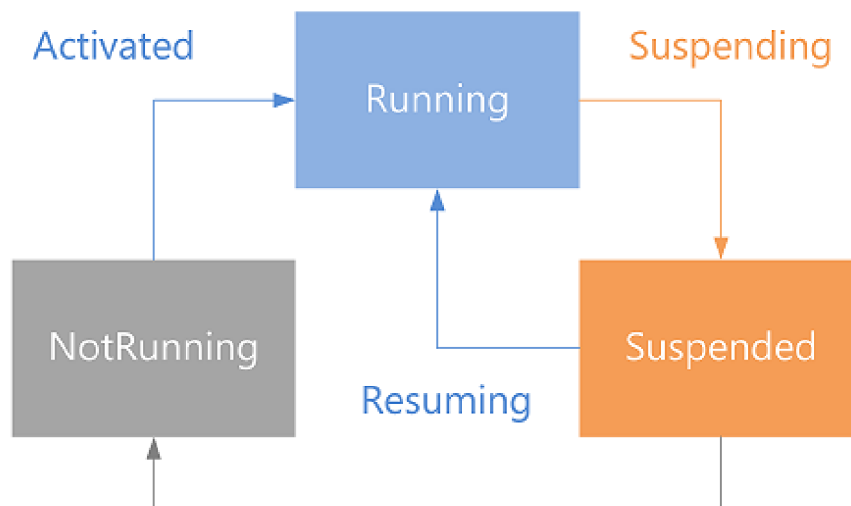 Activated
Running
Suspending
NotRunning
Suspended
Resuming